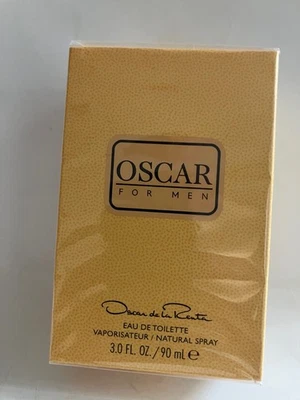 OSCAR
FOR MEN
Oscar de la Renta
EAU DE TOILETTE
VAPORISATEUR / NATURAL SPRAY
3.0 FL. OZ. / 90 mL ℮